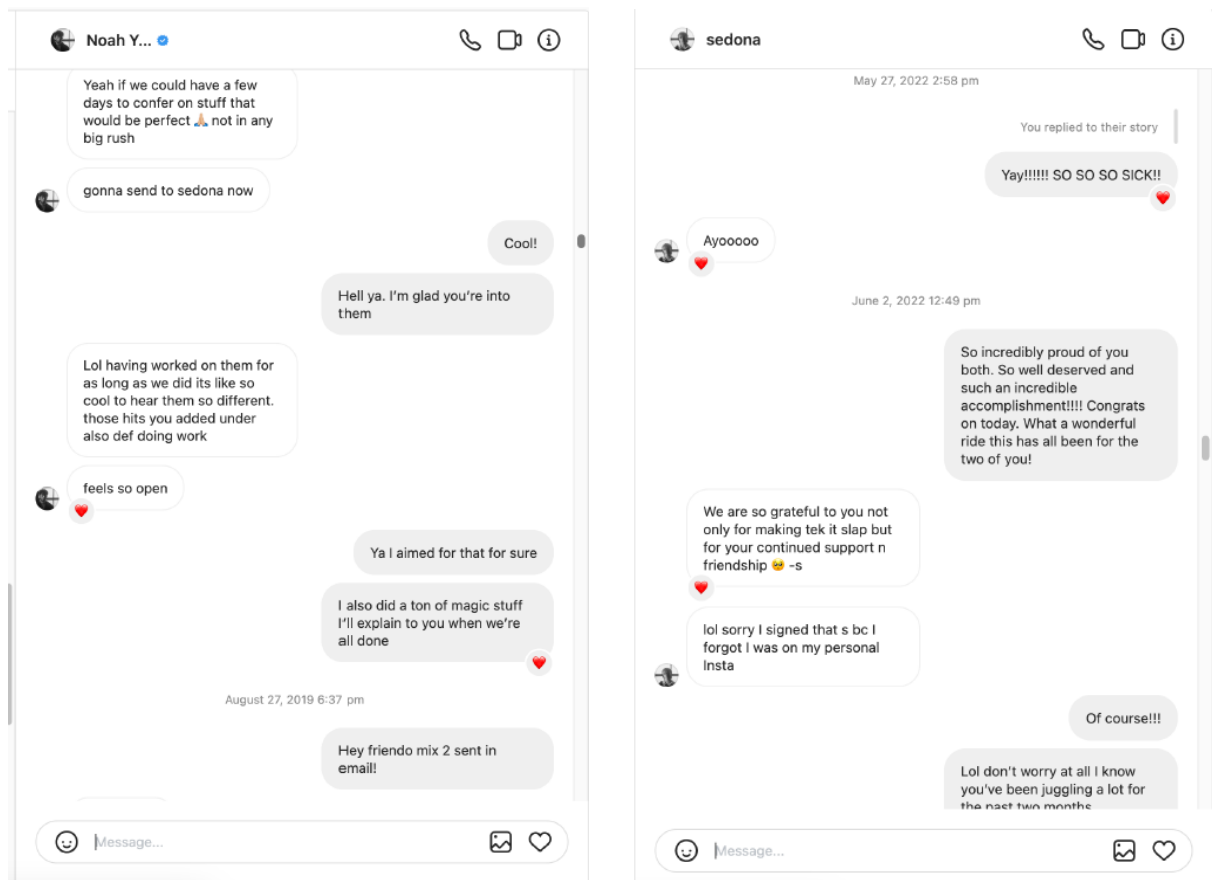 Noah Y...
Yeah if we could have a few
days to confer on stuff that
would be perfect 🙏🏼 not in any
big rush
gonna send to sedona now
Cool!
Hell ya. I'm glad you're into
them
Lol having worked on them for
as long as we did its like so
cool to hear them so different.
those hits you added under
also def doing work
feels so open
Ya I aimed for that for sure
I also did a ton of magic stuff
I'll explain to you when we're
all done
August 27, 2019 6:37 pm
Hey friendo mix 2 sent in
email!
Message...
sedona
May 27, 2022 2:58 pm
You replied to their story
Yay!!!!!! SO SO SO SICK!!
Ayooooo
June 2, 2022 12:49 pm
So incredibly proud of you
both. So well deserved and
such an incredible
accomplishment!!!! Congrats
on today. What a wonderful
ride this has all been for the
two of you!
We are so grateful to you not
only for making tek it slap but
for your continued support n
friendship 🥹 -s
lol sorry I signed that s bc I
forgot I was on my personal
Insta
Of course!!!
Lol don't worry at all I know
you've been juggling a lot for
the past two months
Message...